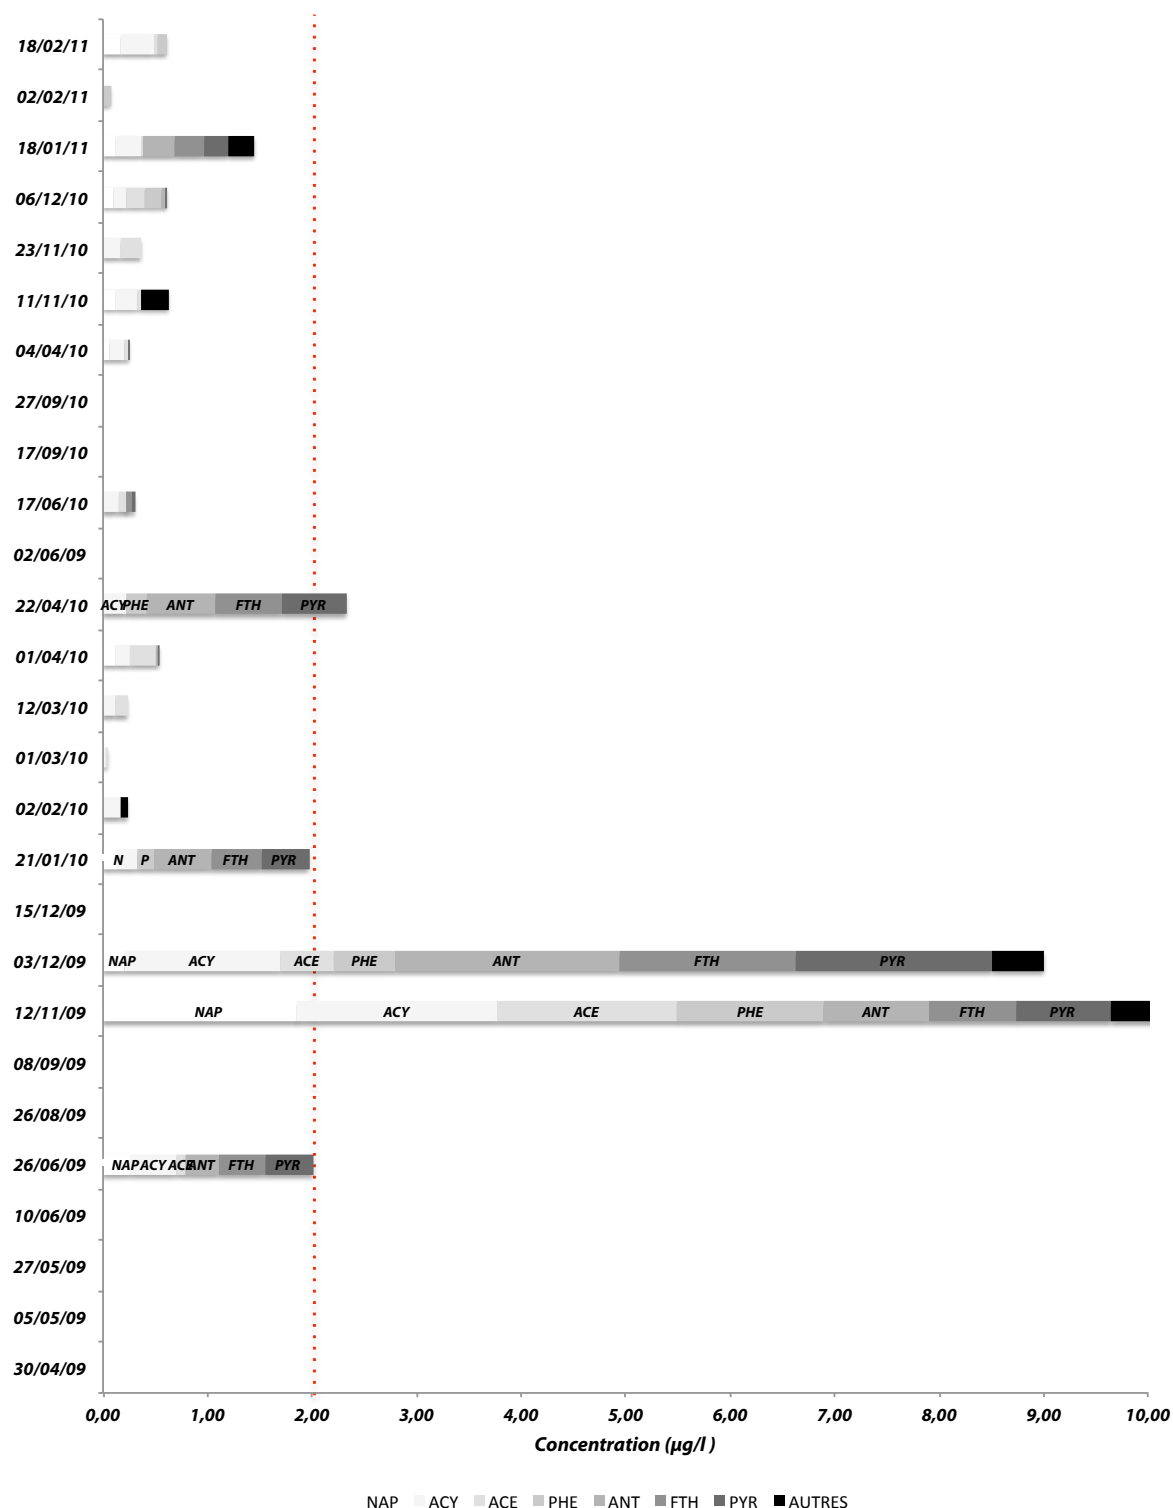 18/02/11
02/02/11
18/01/11
06/12/10
23/11/10
11/11/10
04/04/10
27/09/10
17/09/10
17/06/10
02/06/09
22/04/10 ACY PHE ANT FTH PYR
01/04/10
12/03/10
01/03/10
02/02/10
21/01/10 N P ANT FTH PYR
15/12/09
03/12/09 NAP ACY ACE PHE ANT FTH PYR
12/11/09 NAP ACY ACE PHE ANT FTH PYR
08/09/09
26/08/09
26/06/09 NAP ACY ACE ANT FTH PYR
10/06/09
27/05/09
05/05/09
30/04/09
0,00 1,00 2,00 3,00 4,00 5,00 6,00 7,00 8,00 9,00 10,00
Concentration (µg/l )
NAP ACY ACE PHE ANT FTH PYR AUTRES